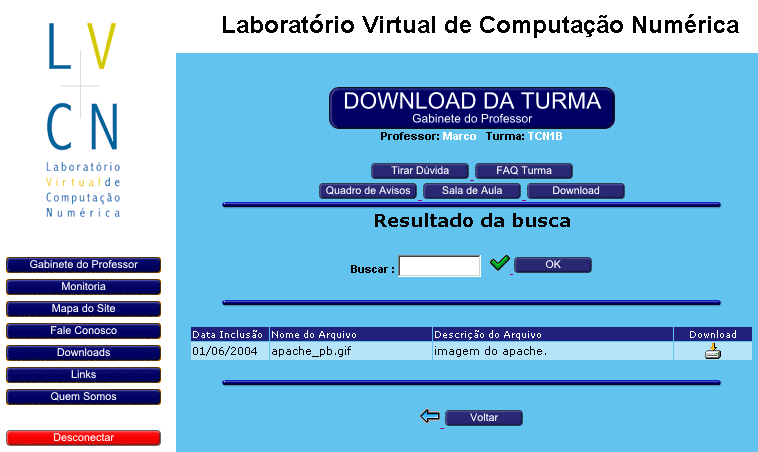 Laboratório Virtual de Computação Numérica
LV
CN
Laboratório
Virtual de
Computação
Numérica
Gabinete do Professor
Monitoria
Mapa do Site
Fale Conosco
Downloads
Links
Quem Somos
Desconectar
DOWNLOAD DA TURMA
Gabinete do Professor
Professor: Marco Turma: TCN1B
Tirar Dúvida FAQ Turma
Quadro de Avisos Sala de Aula Download
Resultado da busca
Buscar : OK
Data Inclusão Nome do Arquivo Descrição do Arquivo Download
01/06/2004 apache_pb.gif imagem do apache.
Voltar